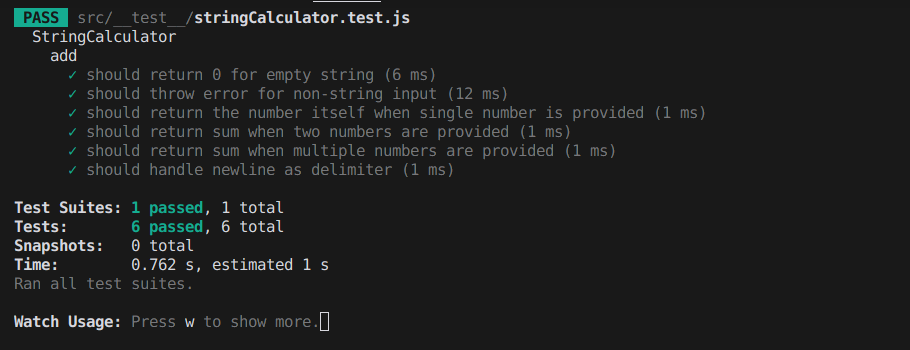 PASS src/__test__/stringCalculator.test.js
StringCalculator
add
✓ should return 0 for empty string (6 ms)
✓ should throw error for non-string input (12 ms)
✓ should return the number itself when single number is provided (1 ms)
✓ should return sum when two numbers are provided (1 ms)
✓ should return sum when multiple numbers are provided (1 ms)
✓ should handle newline as delimiter (1 ms)
Test Suites: 1 passed, 1 total
Tests: 6 passed, 6 total
Snapshots: 0 total
Time: 0.762 s, estimated 1 s
Ran all test suites.
Watch Usage: Press w to show more.